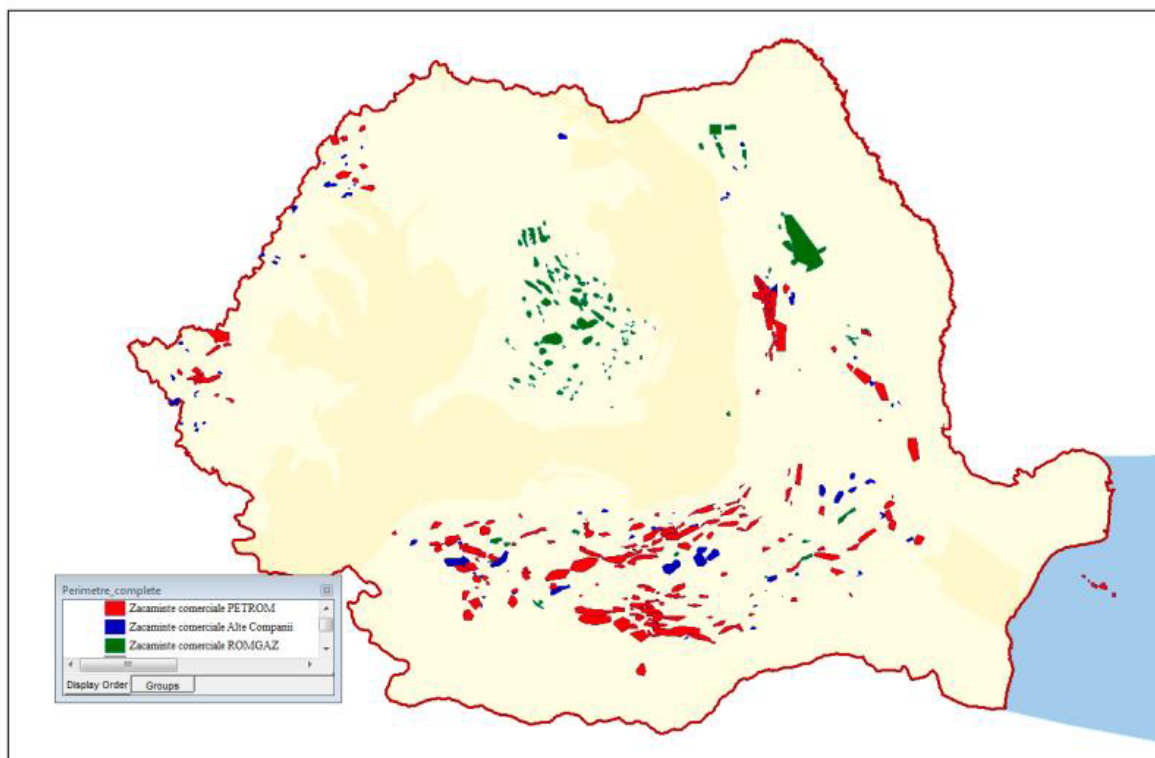 Perimetre_complete
Zacaminte comerciale PETROM
Zacaminte comerciale Alte Companii
Zacaminte comerciale ROMGAZ
Display Order
Groups